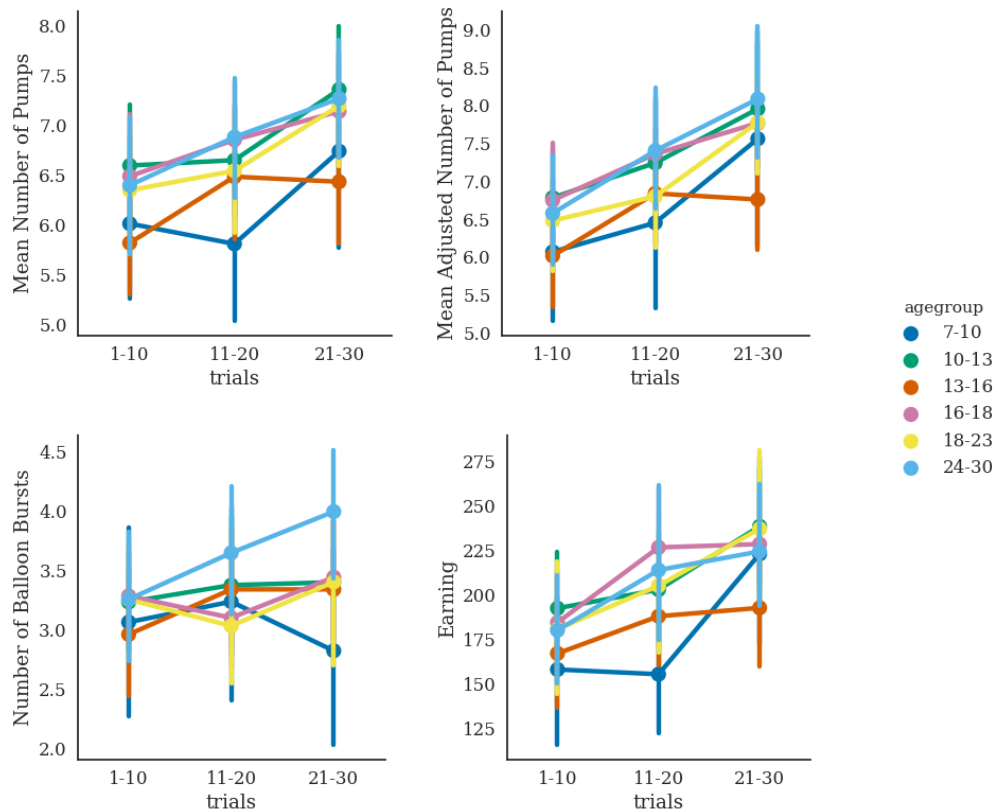 Mean Number of Pumps
8.0
7.5
7.0
6.5
6.0
5.5
5.0
1-10 11-20 21-30
trials
Mean Adjusted Number of Pumps
9.0
8.5
8.0
7.5
7.0
6.5
6.0
5.5
5.0
1-10 11-20 21-30
trials
agegroup
7-10
10-13
13-16
16-18
18-23
24-30
Number of Balloon Bursts
4.5
4.0
3.5
3.0
2.5
2.0
1-10 11-20 21-30
trials
Earning
275
250
225
200
175
150
125
1-10 11-20 21-30
trials